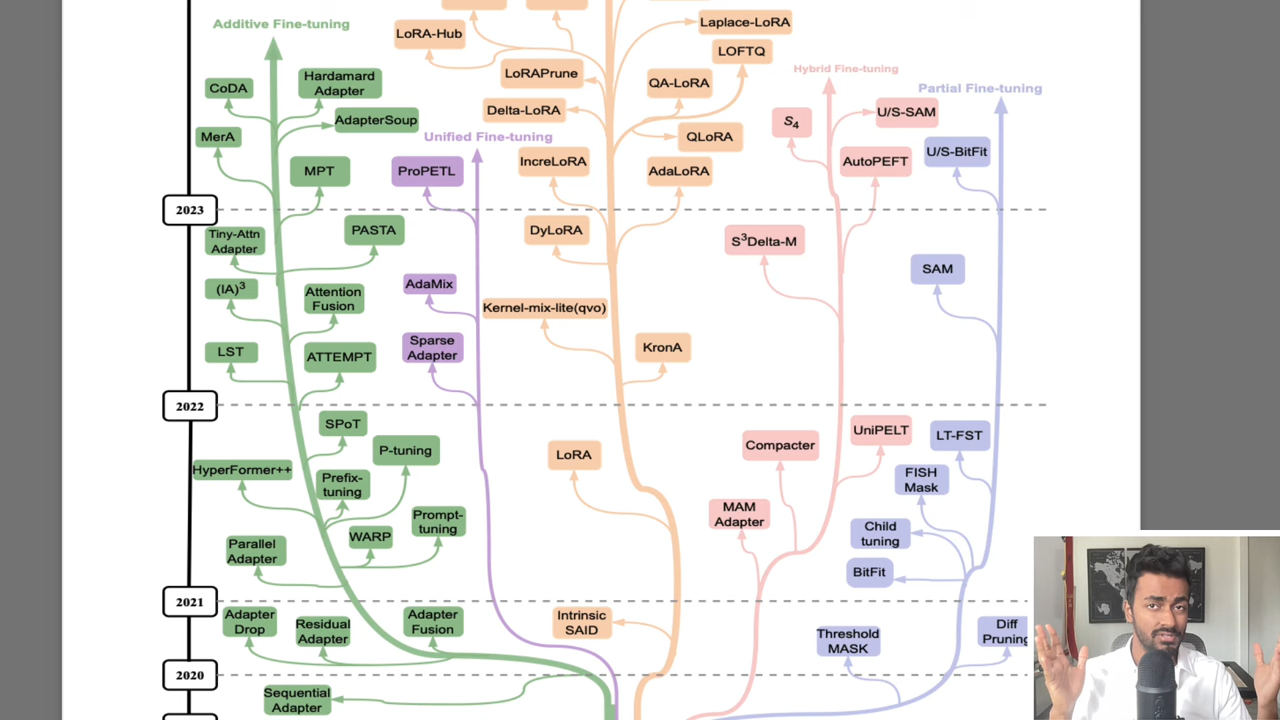 Additive Fine-tuning
LoRA-Hub
Laplace-LoRA
LOFTQ
CoDA
Hardamard
Adapter
LoRAPrune
QA-LoRA
Hybrid Fine-tuning
Partial Fine-tuning
AdapterSoup
Delta-LoRA
S4
U/S-SAM
MerA
Unified Fine-tuning
QLoRA
MPT
ProPETL
IncreLoRA
AdaLoRA
AutoPEFT
U/S-BitFit
2023
Tiny-Attn
Adapter
PASTA
DyLoRA
S³Delta-M
SAM
(IA)³
Attention
Fusion
AdaMix
Kernel-mix-lite(qvo)
LST
ATTEMPT
Sparse
Adapter
KronA
2022
SPoT
P-tuning
LoRA
Compacter
UniPELT
LT-FST
HyperFormer++
Prefix-
tuning
FISH
Mask
MAM
Adapter
WARP
Prompt-
tuning
Child
tuning
Parallel
Adapter
BitFit
2021
Adapter
Drop
Residual
Adapter
Adapter
Fusion
Intrinsic
SAID
Threshold
MASK
Diff
Pruning
2020
Sequential
Adapter